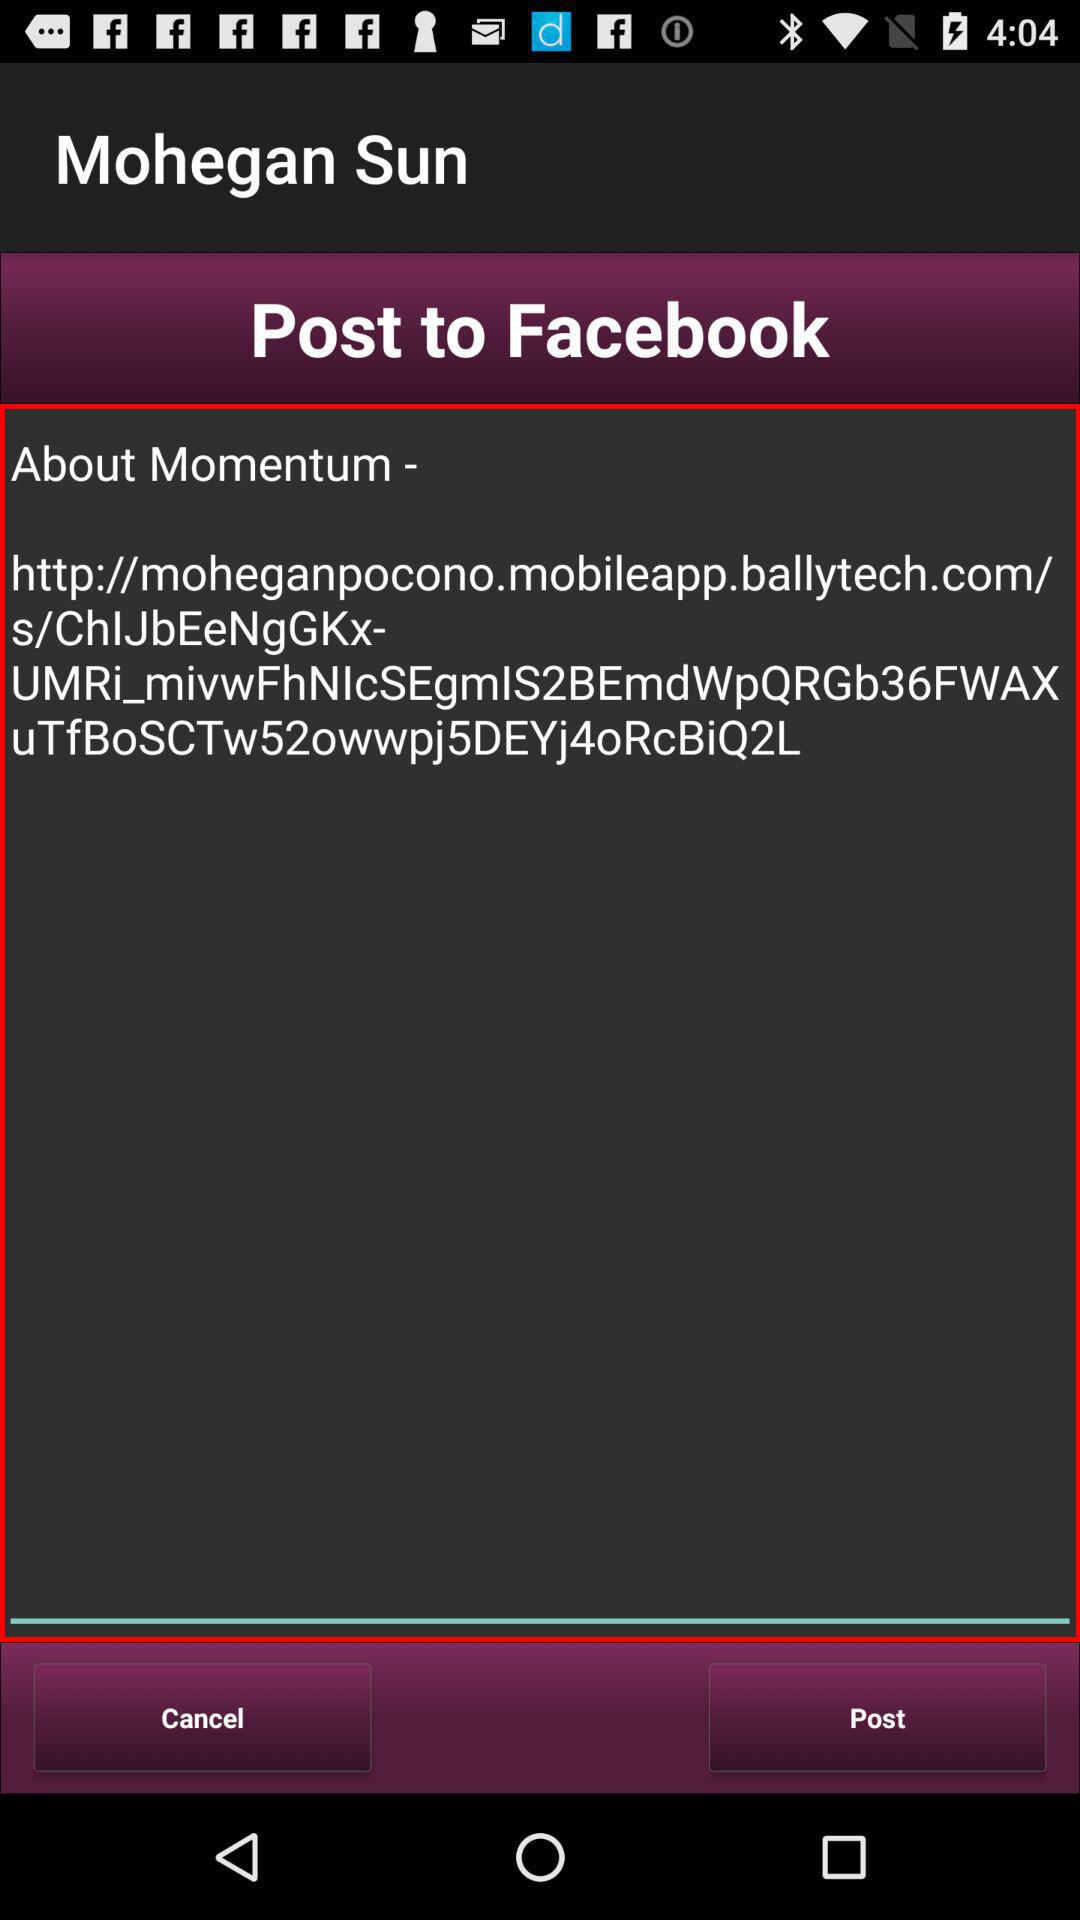 4:04
Mohegan Sun
Post to Facebook
About Momentum -
http://moheganpocono.mobileapp.ballytech.com/
s/ChIJbEeNgGKx-
UMRi_mivwFhNIcSEgmIS2BEmdWpQRGb36FWAX
uTfBoSCTw52owwpj5DEYj4oRcBiQ2L
Cancel
Post